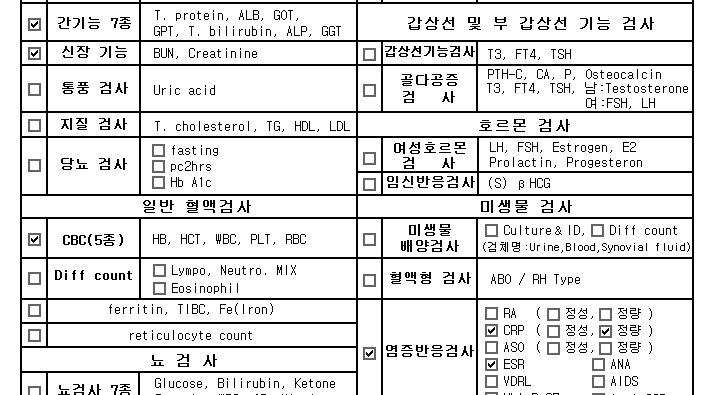 간기능 7종 T. protein, ALB, GOT,
GPT, T. bilirubin, ALP, GGT
신장 기능 BUN, Creatinine
통풍 검사 Uric acid
지질 검사 T. cholesterol, TG, HDL, LDL
당뇨 검사 fasting
pc2hrs
Hb A1c
일반 혈액검사
CBC(5종) HB, HCT, WBC, PLT, RBC
Diff count Lympo, Neutro. MIX
Eosinophil
ferritin, TIBC, Fe(Iron)
reticulocyte count
뇨 검 사
뇨검사 7종 Glucose, Bilirubin, Ketone
갑상선 및 부 갑상선 기능 검사
갑상선기능검사 T3, FT4, TSH
골다공증
검 사
PTH-C, CA, P, Osteocalcin
T3, FT4, TSH, 남:Testosterone
여:FSH, LH
호르몬 검사
여성호르몬
검 사
LH, FSH, Estrogen, E2
Prolactin, Progesteron
임신반응검사 (S) βHCG
미생물 검사
미생물
배양검사
Culture&ID, Diff count
(검체명:Urine,Blood,Synovial fluid)
혈액형 검사 ABO / RH Type
염증반응검사
RA ( 정성, 정량 )
CRP ( 정성, 정량 )
ASO ( 정성, 정량 )
ESR ANA
VDRL AIDS